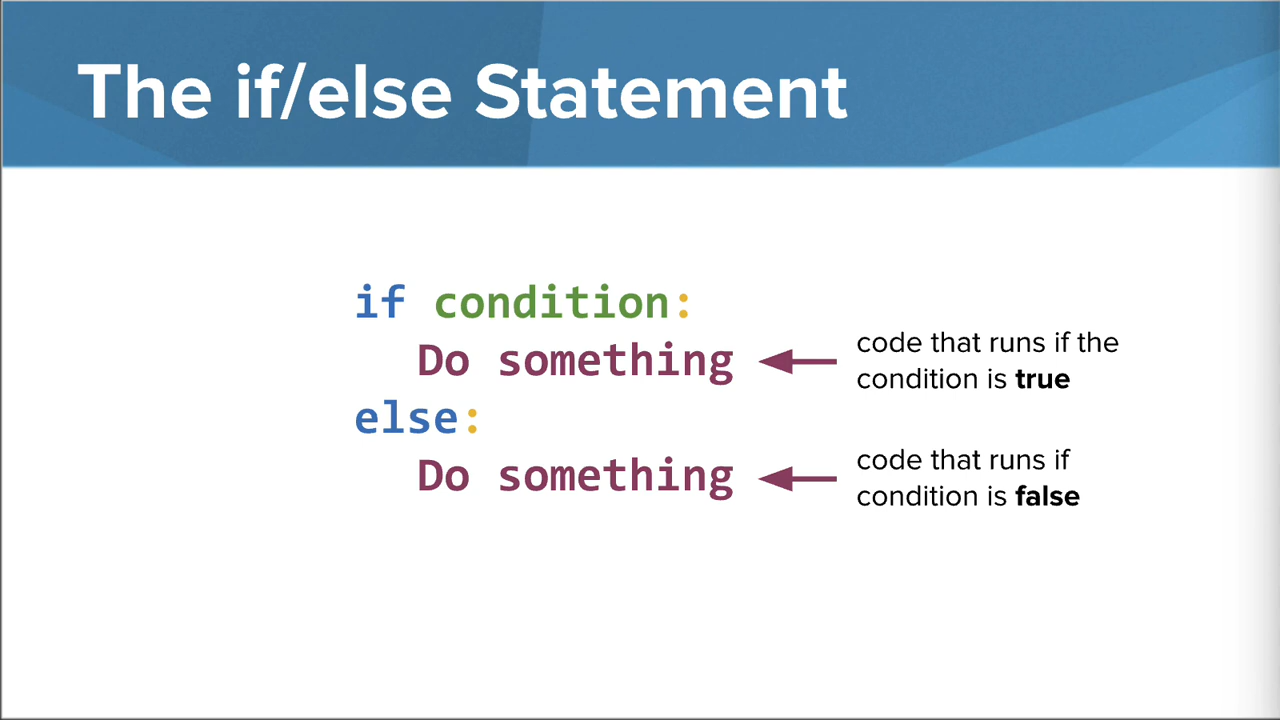 The if/else Statement
if condition:
Do something
code that runs if the
condition is true
else:
Do something
code that runs if
condition is false